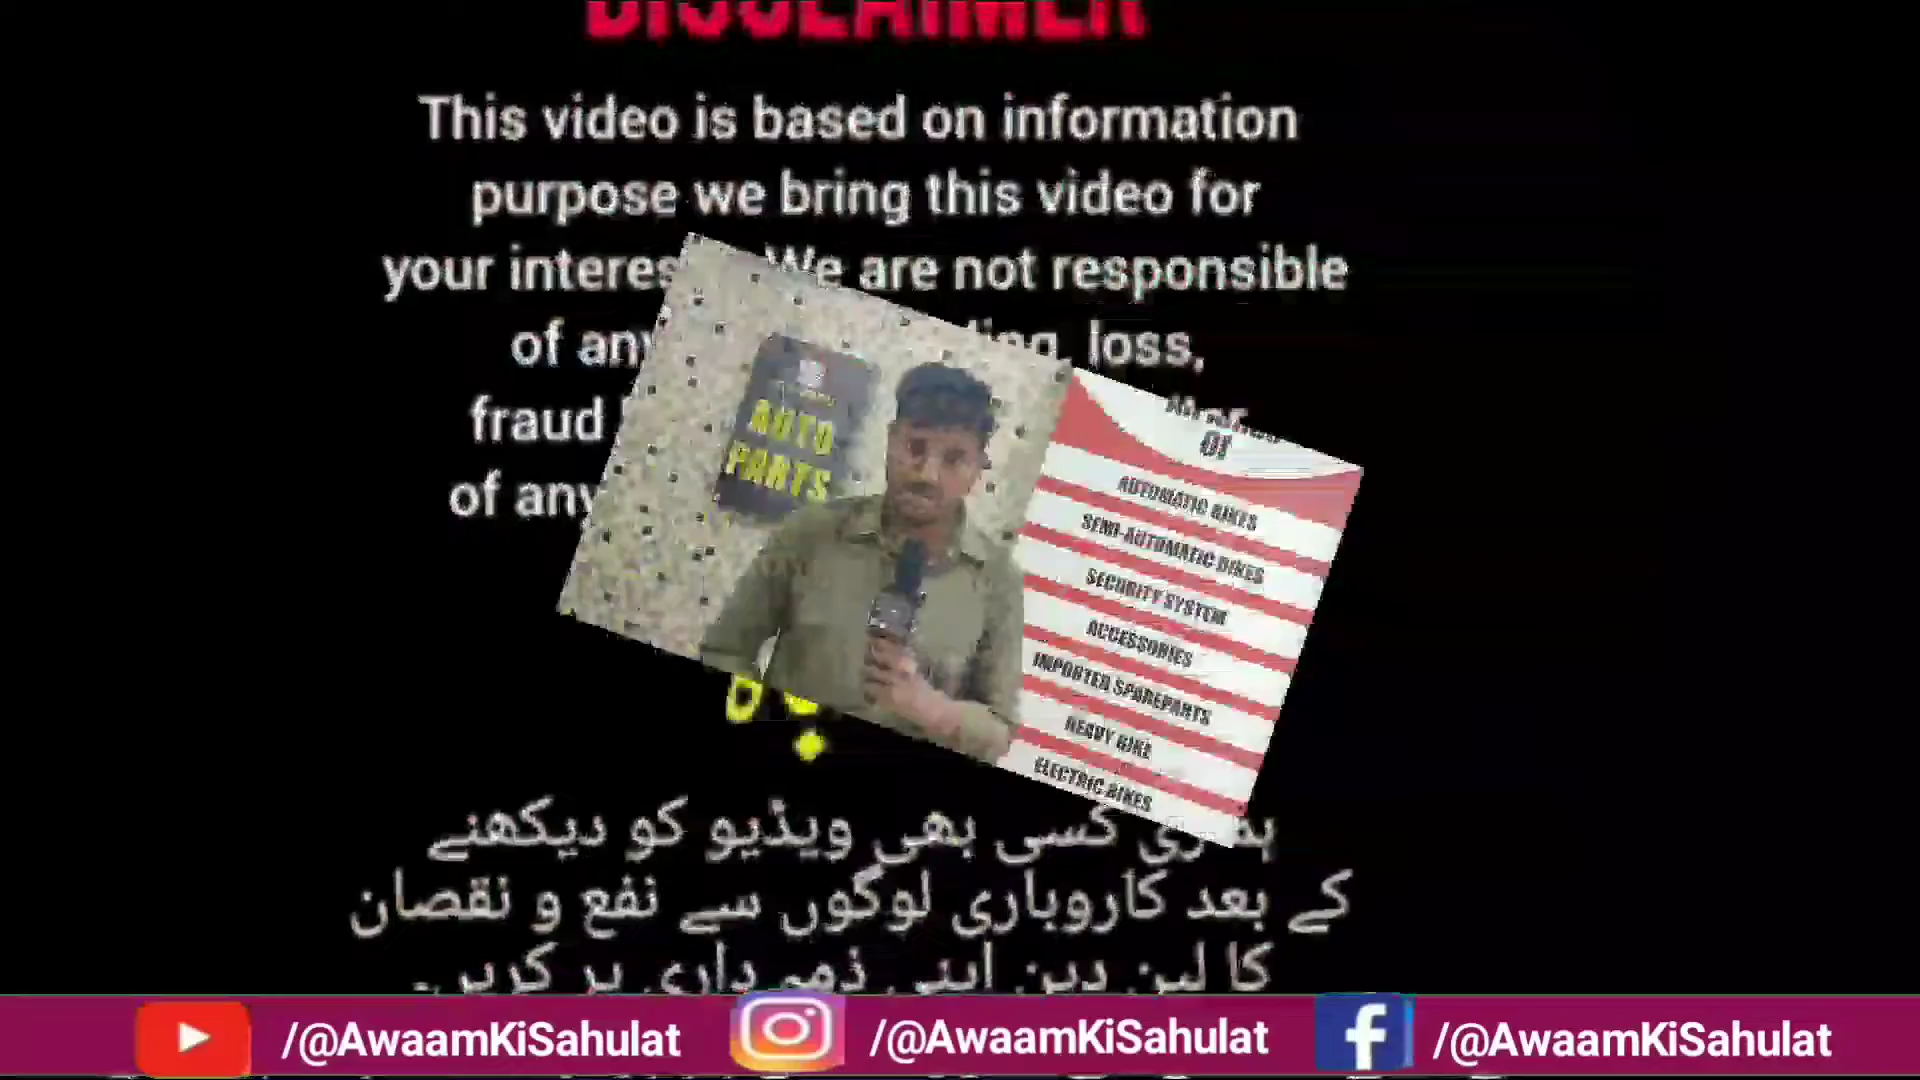 DISCLAIMER
This video is based on information
purpose we bring this video for
your interes We are not responsible
of any loss,
fraud
of any
AUTO
PARTS
OF
AUTOMATIC BIKES
SEMI-AUTOMATIC BIKES
SECURITY SYSTEM
ACCESSORIES
IMPORTED SPAREPARTS
HEAVY BIKE
ELECTRIC BIKES
ہماری کسی بھی ویڈیو کو دیکھنے
کے بعد کاروباری لوگوں سے نفع و نقصان
کا لین دین اپنی ذمہ داری پر کریں۔
/@AwaamKiSahulat /@AwaamKiSahulat /@AwaamKiSahulat